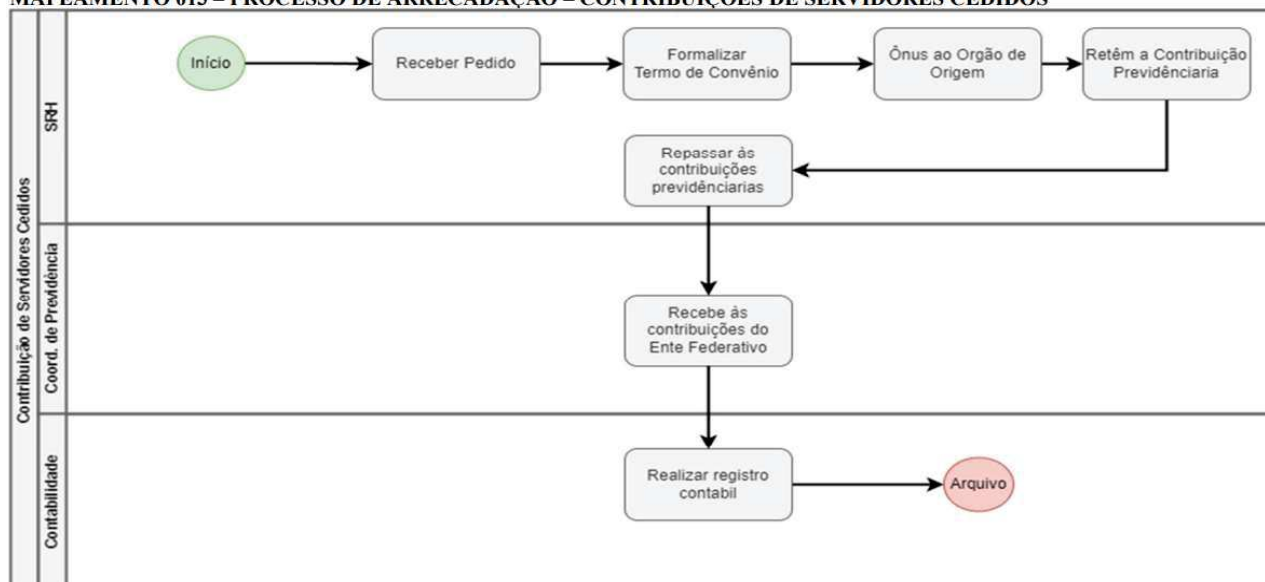 MAPEAMENTO 015 – PROCESSO DE ARRECADAÇÃO – CONTRIBUIÇÕES DE SERVIDORES CEDIDOS
Contribuição de Servidores Cedidos
SRH
Início
Receber Pedido
Formalizar
Termo de Convênio
Ônus ao Orgão de
Origem
Retêm a Contribuição
Previdênciaria
Repassar ás
contribuições
previdênciarias
Coord. de Previdência
Recebe ás
contribuições do
Ente Federativo
Contabilidade
Realizar registro
contabil
Arquivo